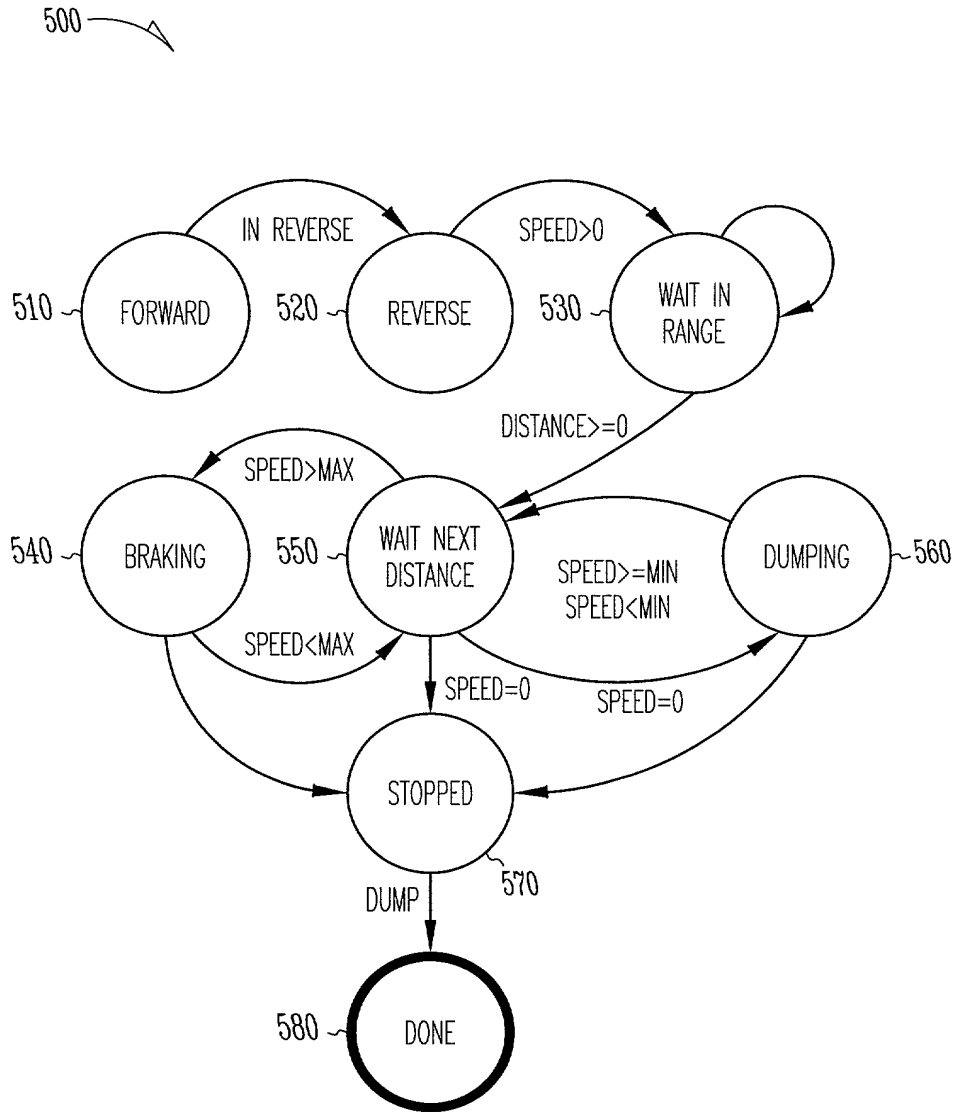 500
IN REVERSE
SPEED>0
510
FORWARD
520
REVERSE
530
WAIT IN
RANGE
DISTANCE>=0
SPEED>MAX
540
BRAKING
550
WAIT NEXT
DISTANCE
SPEED>=MIN
SPEED<MIN
DUMPING
560
SPEED<MAX
SPEED=0
SPEED=0
STOPPED
570
DUMP
580
DONE